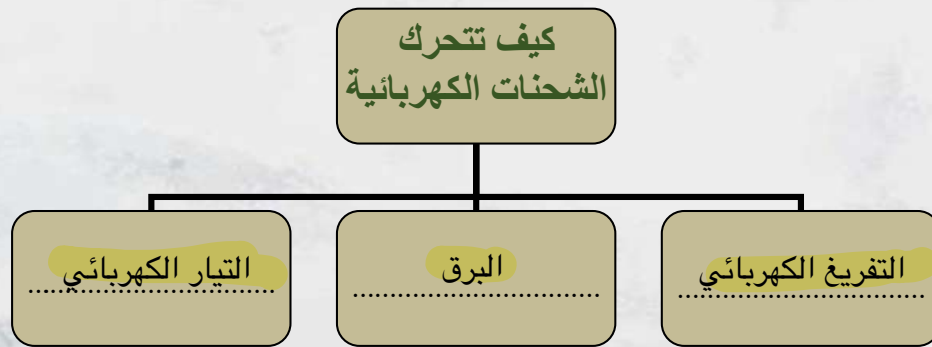 كيف تتحرك
الشحنات الكهربائية
التفريغ الكهربائي
البرق
التيار الكهربائي